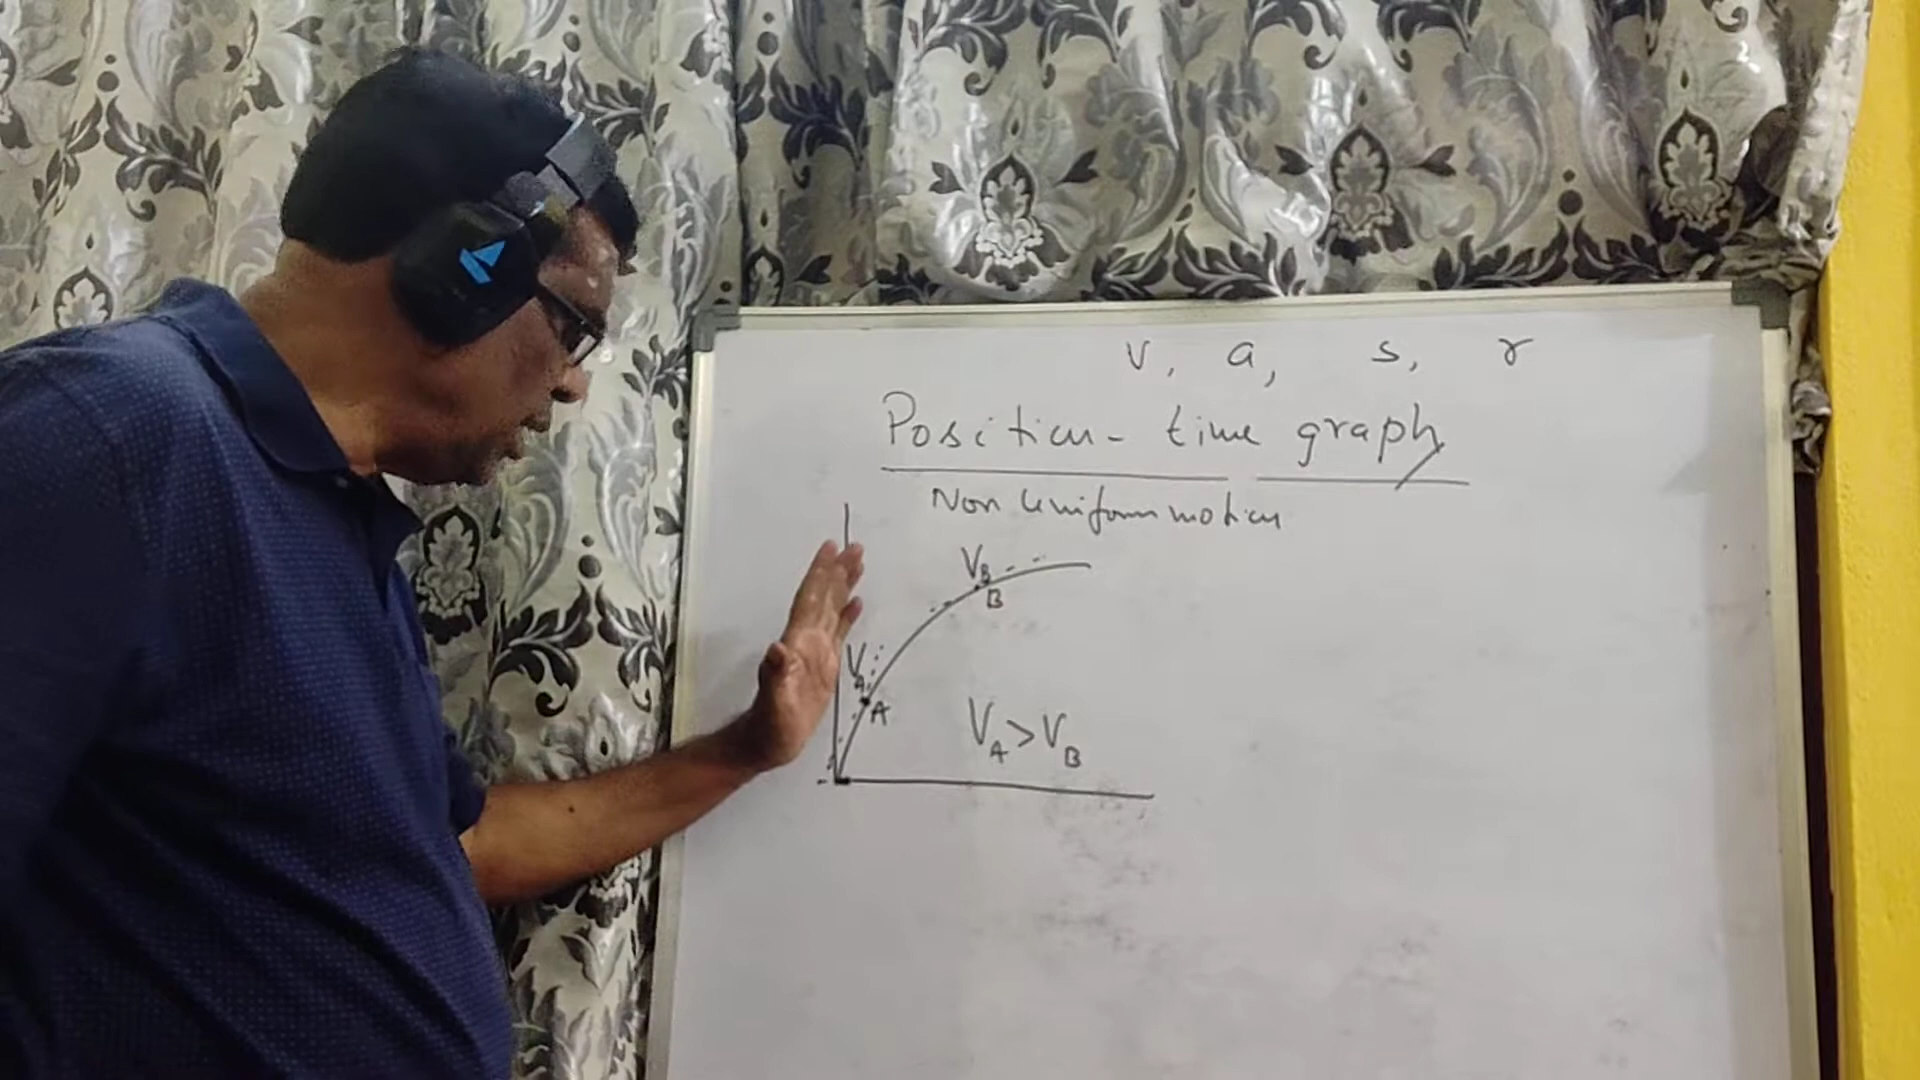 v, a, s, r
Position - time graph
Non Uniform motion
VB
B
VA
A
VA > VB